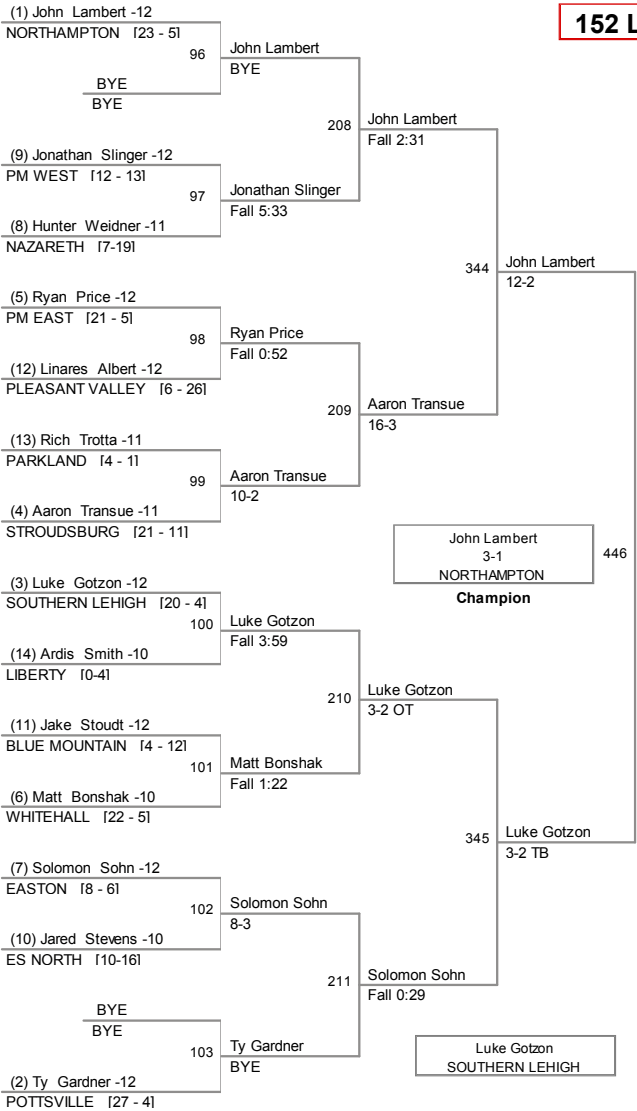 (1) John Lambert -12
152 L
NORTHAMPTON [23 - 5]
96
John Lambert
BYE
BYE
BYE
208
John Lambert
Fall 2:31
(9) Jonathan Slinger -12
PM WEST [12 - 13]
97
Jonathan Slinger
Fall 5:33
(8) Hunter Weidner -11
NAZARETH [7-19]
344
John Lambert
12-2
(5) Ryan Price -12
PM EAST [21 - 5]
98
Ryan Price
Fall 0:52
(12) Linares Albert -12
PLEASANT VALLEY [6 - 26]
209
Aaron Transue
16-3
(13) Rich Trotta -11
PARKLAND [4 - 1]
99
Aaron Transue
10-2
(4) Aaron Transue -11
STROUDSBURG [21 - 11]
John Lambert
3-1
NORTHAMPTON
446
Champion
(3) Luke Gotzon -12
SOUTHERN LEHIGH [20 - 4]
100
Luke Gotzon
Fall 3:59
(14) Ardis Smith -10
LIBERTY [0-4]
210
Luke Gotzon
3-2 OT
(11) Jake Stoudt -12
BLUE MOUNTAIN [4 - 12]
101
Matt Bonshak
Fall 1:22
(6) Matt Bonshak -10
WHITEHALL [22 - 5]
345
Luke Gotzon
3-2 TB
(7) Solomon Sohn -12
EASTON [8 - 6]
102
Solomon Sohn
8-3
(10) Jared Stevens -10
ES NORTH [10-16]
211
Solomon Sohn
Fall 0:29
BYE
BYE
103
Ty Gardner
BYE
(2) Ty Gardner -12
POTTSVILLE [27 - 4]
Luke Gotzon
SOUTHERN LEHIGH